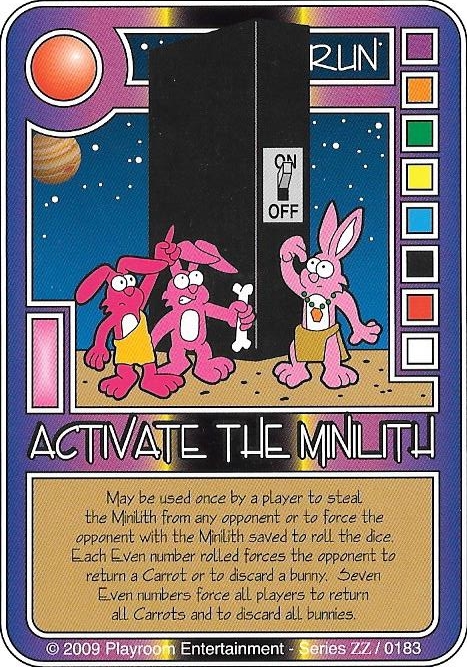 RUN
ON
OFF
ACTIVATE THE MINILITH
May be used once by a player to steal
the Minilith from any opponent or to force the
opponent with the Minilith saved to roll the dice.
Each Even number rolled forces the opponent to
return a Carrot or to discard a bunny. Seven
Even numbers force all players to return
all Carrots and to discard all bunnies.
© 2009 Playroom Entertainment - Series ZZ / 0183